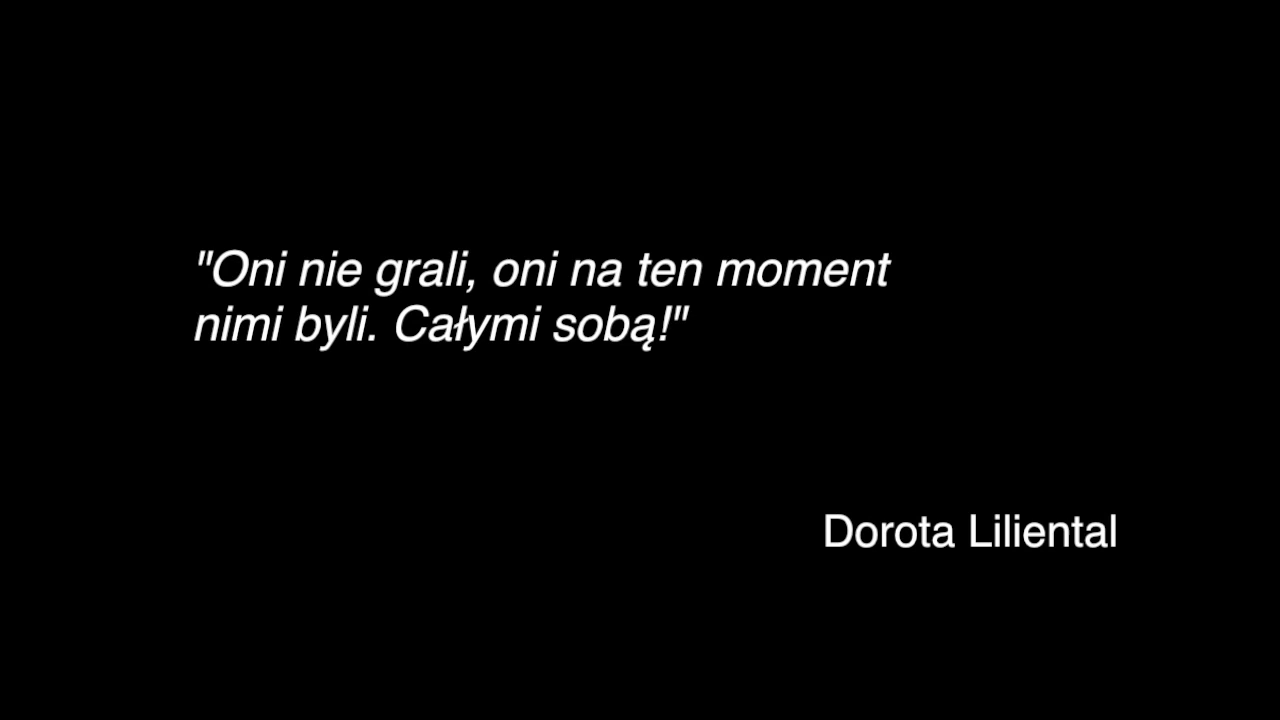 "Oni nie grali, oni na ten moment
nimi byli. Całymi sobą!"
Dorota Liliental